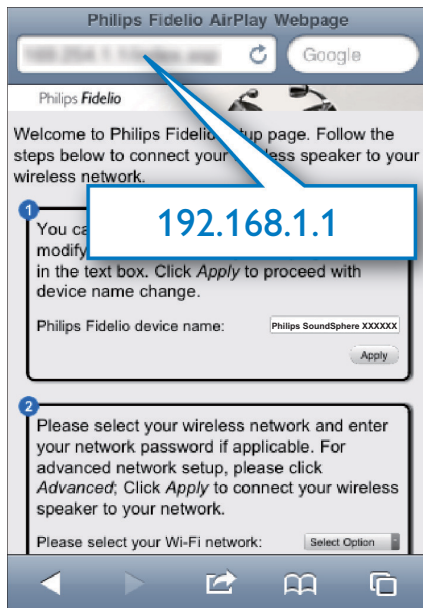 Philips Fidelio AirPlay Webpage
Google
Philips Fidelio
Welcome to Philips Fidelio setup page. Follow the
steps below to connect your wireless speaker to your
wireless network.
192.168.1.1
1
You
modify
in the text box. Click Apply to proceed with
device name change.
Philips Fidelio device name:
Philips SoundSphere XXXXXX
Apply
2
Please select your wireless network and enter
your network password if applicable. For
advanced network setup, please click
Advanced; Click Apply to connect your wireless
speaker to your network.
Please select your Wi-Fi network:
Select Option